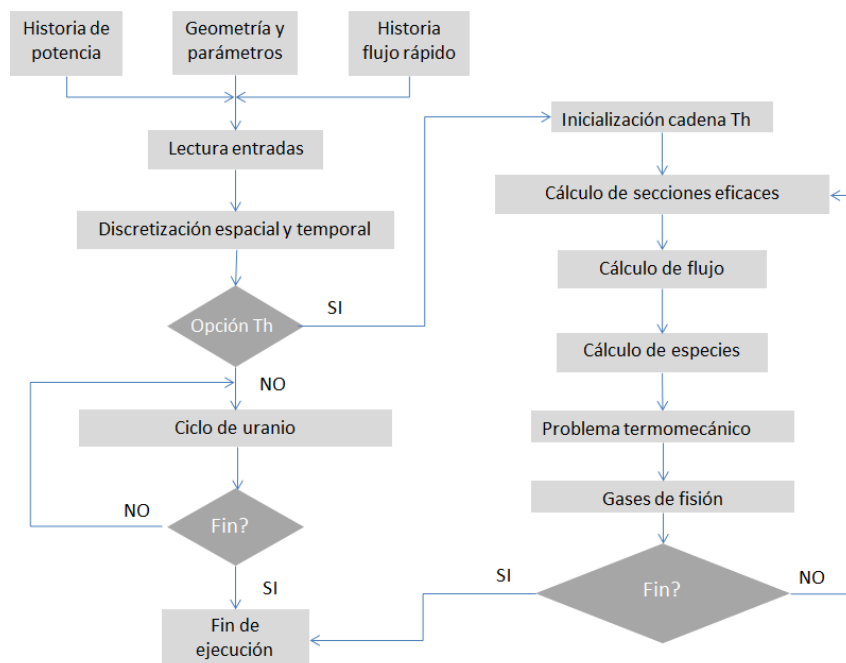 Historia de
potencia
Geometría y
parámetros
Historia
flujo rápido
Lectura entradas
Discretización espacial y temporal
Opción Th
SI
NO
Ciclo de uranio
NO
Fin?
SI
Fin de
ejecución
Inicialización cadena Th
Cálculo de secciones eficaces
Cálculo de flujo
Cálculo de especies
Problema termomecánico
Gases de fisión
SI
Fin?
NO